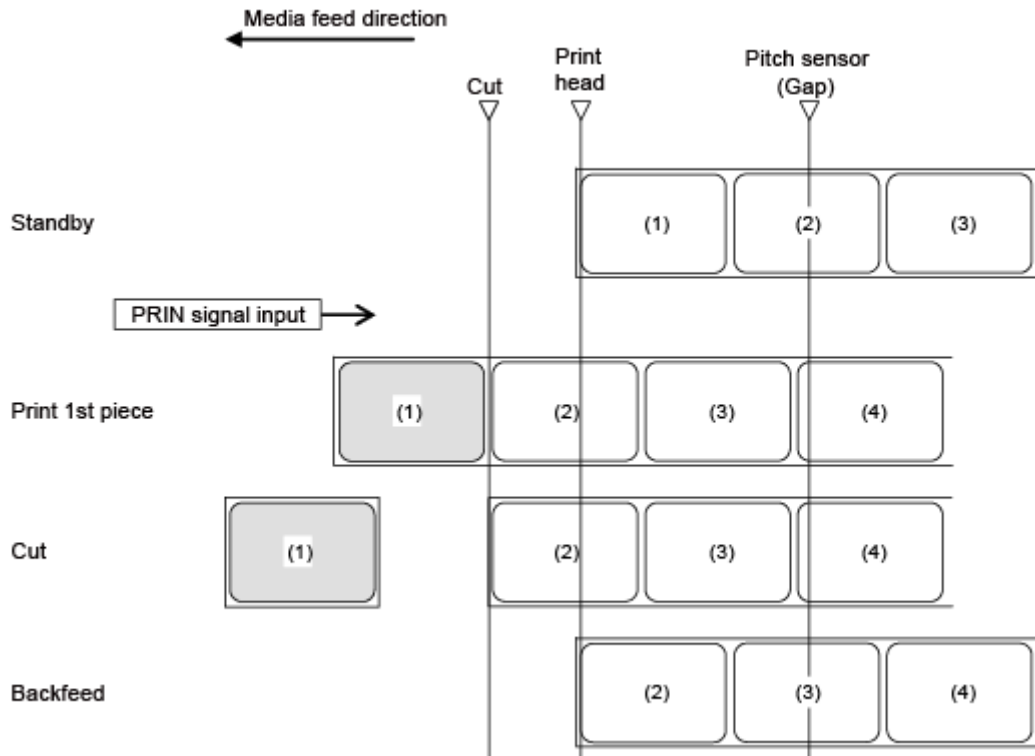 Media feed direction
Cut
Print
head
Pitch sensor
(Gap)
Standby
(1)
(2)
(3)
PRIN signal input
Print 1st piece
(1)
(2)
(3)
(4)
Cut
(1)
(2)
(3)
(4)
Backfeed
(2)
(3)
(4)